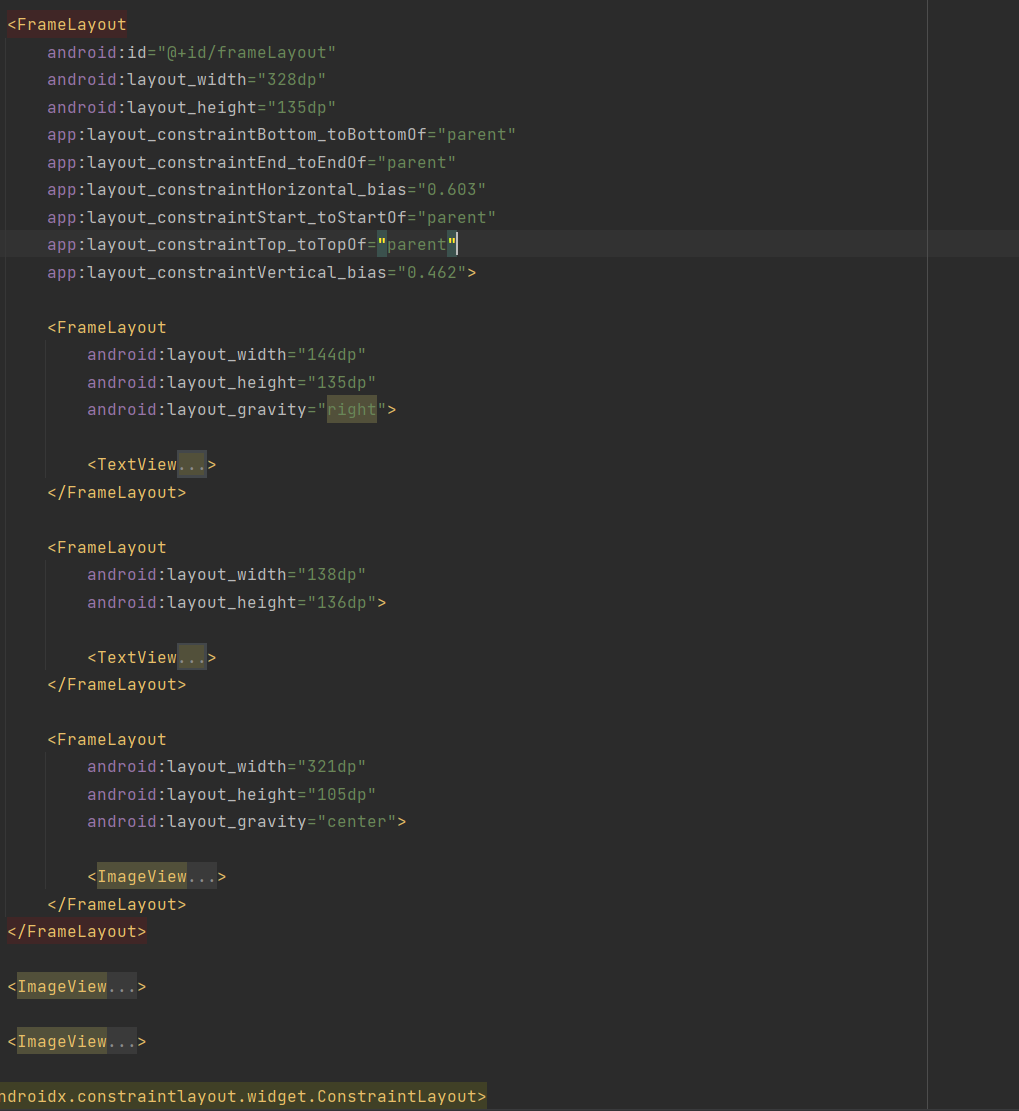 <FrameLayout
android:id="@+id/frameLayout"
android:layout_width="328dp"
android:layout_height="135dp"
app:layout_constraintBottom_toBottomOf="parent"
app:layout_constraintEnd_toEndOf="parent"
app:layout_constraintHorizontal_bias="0.603"
app:layout_constraintStart_toStartOf="parent"
app:layout_constraintTop_toTopOf="parent"
app:layout_constraintVertical_bias="0.462">
<FrameLayout
android:layout_width="144dp"
android:layout_height="135dp"
android:layout_gravity="right">
<TextView...>
</FrameLayout>
<FrameLayout
android:layout_width="138dp"
android:layout_height="136dp">
<TextView...>
</FrameLayout>
<FrameLayout
android:layout_width="321dp"
android:layout_height="105dp"
android:layout_gravity="center">
<ImageView...>
</FrameLayout>
</FrameLayout>
<ImageView...>
<ImageView...>
ndroidx.constraintlayout.widget.ConstraintLayout>